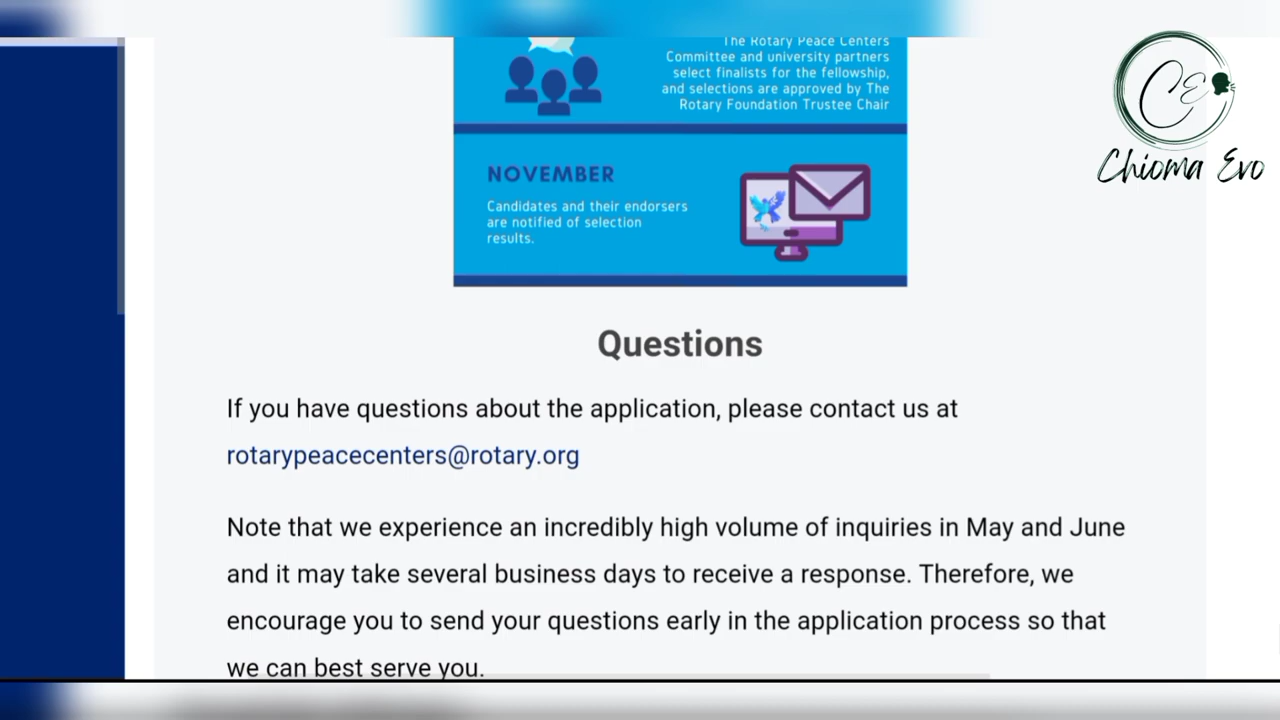 The Rotary Peace Centers
Committee and university partners
select finalists for the fellowship,
and selections are approved by The
Rotary Foundation Trustee Chair
CE
Chioma Evo
NOVEMBER
Candidates and their endorsers
are notified of selection
results.
Questions
If you have questions about the application, please contact us at
rotarypeacecenters@rotary.org
Note that we experience an incredibly high volume of inquiries in May and June
and it may take several business days to receive a response. Therefore, we
encourage you to send your questions early in the application process so that
we can best serve you.